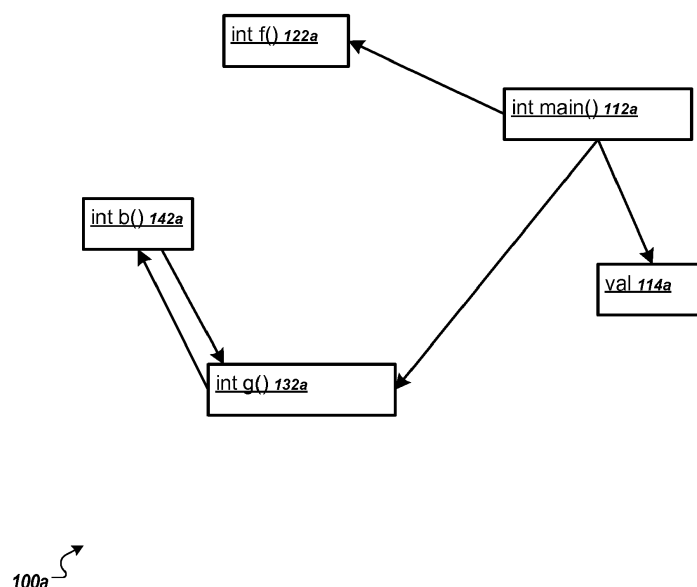 int f() 122a
int main() 112a
int b() 142a
val 114a
int g() 132a
100a